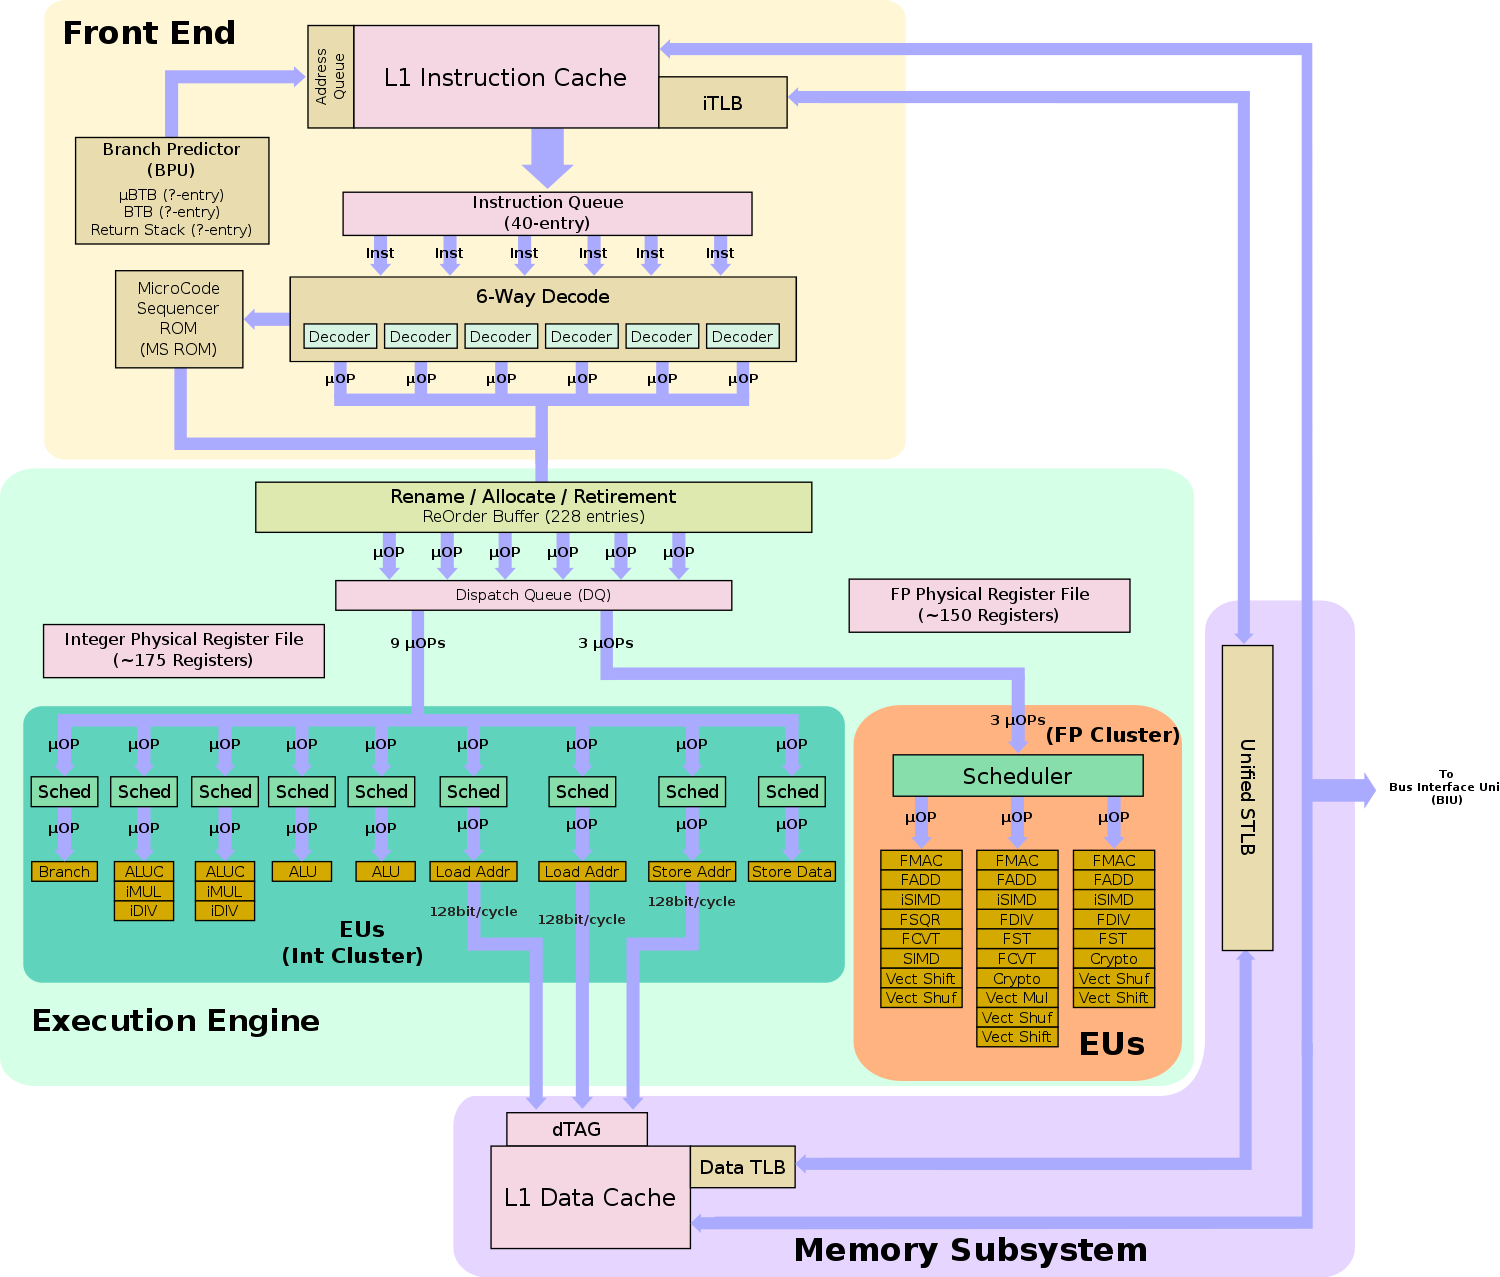 Front End
Address
Queue
L1 Instruction Cache
iTLB
Branch Predictor
(BPU)
µBTB (?-entry)
BTB (?-entry)
Return Stack (?-entry)
Instruction Queue
(40-entry)
Inst Inst Inst Inst Inst Inst
MicroCode
Sequencer
ROM
(MS ROM)
6-Way Decode
Decoder Decoder Decoder Decoder Decoder Decoder
µOP µOP µOP µOP µOP µOP
Rename / Allocate / Retirement
ReOrder Buffer (228 entries)
µOP µOP µOP µOP µOP µOP
Dispatch Queue (DQ)
FP Physical Register File
(~150 Registers)
Integer Physical Register File
(~175 Registers)
9 µOPs
3 µOPs
3 µOPs
(FP Cluster)
µOP µOP µOP µOP µOP µOP µOP µOP µOP
Sched Sched Sched Sched Sched Sched Sched Sched Sched
µOP µOP µOP µOP µOP µOP µOP µOP µOP
Branch
ALUC
iMUL
iDIV
ALUC
iMUL
iDIV
ALU
ALU
Load Addr
Load Addr
Store Addr
Store Data
128bit/cycle
128bit/cycle
128bit/cycle
EUs
(Int Cluster)
Scheduler
µOP µOP µOP
FMAC
FADD
iSIMD
FSQR
FCVT
SIMD
Vect Shift
Vect Shuf
FMAC
FADD
iSIMD
FDIV
FST
FCVT
Crypto
Vect Mul
Vect Shuf
Vect Shift
FMAC
FADD
iSIMD
FDIV
FST
Crypto
Vect Shuf
Vect Shift
EUs
Execution Engine
Unified STLB
To
Bus Interface Uni
(BIU)
dTAG
L1 Data Cache
Data TLB
Memory Subsystem